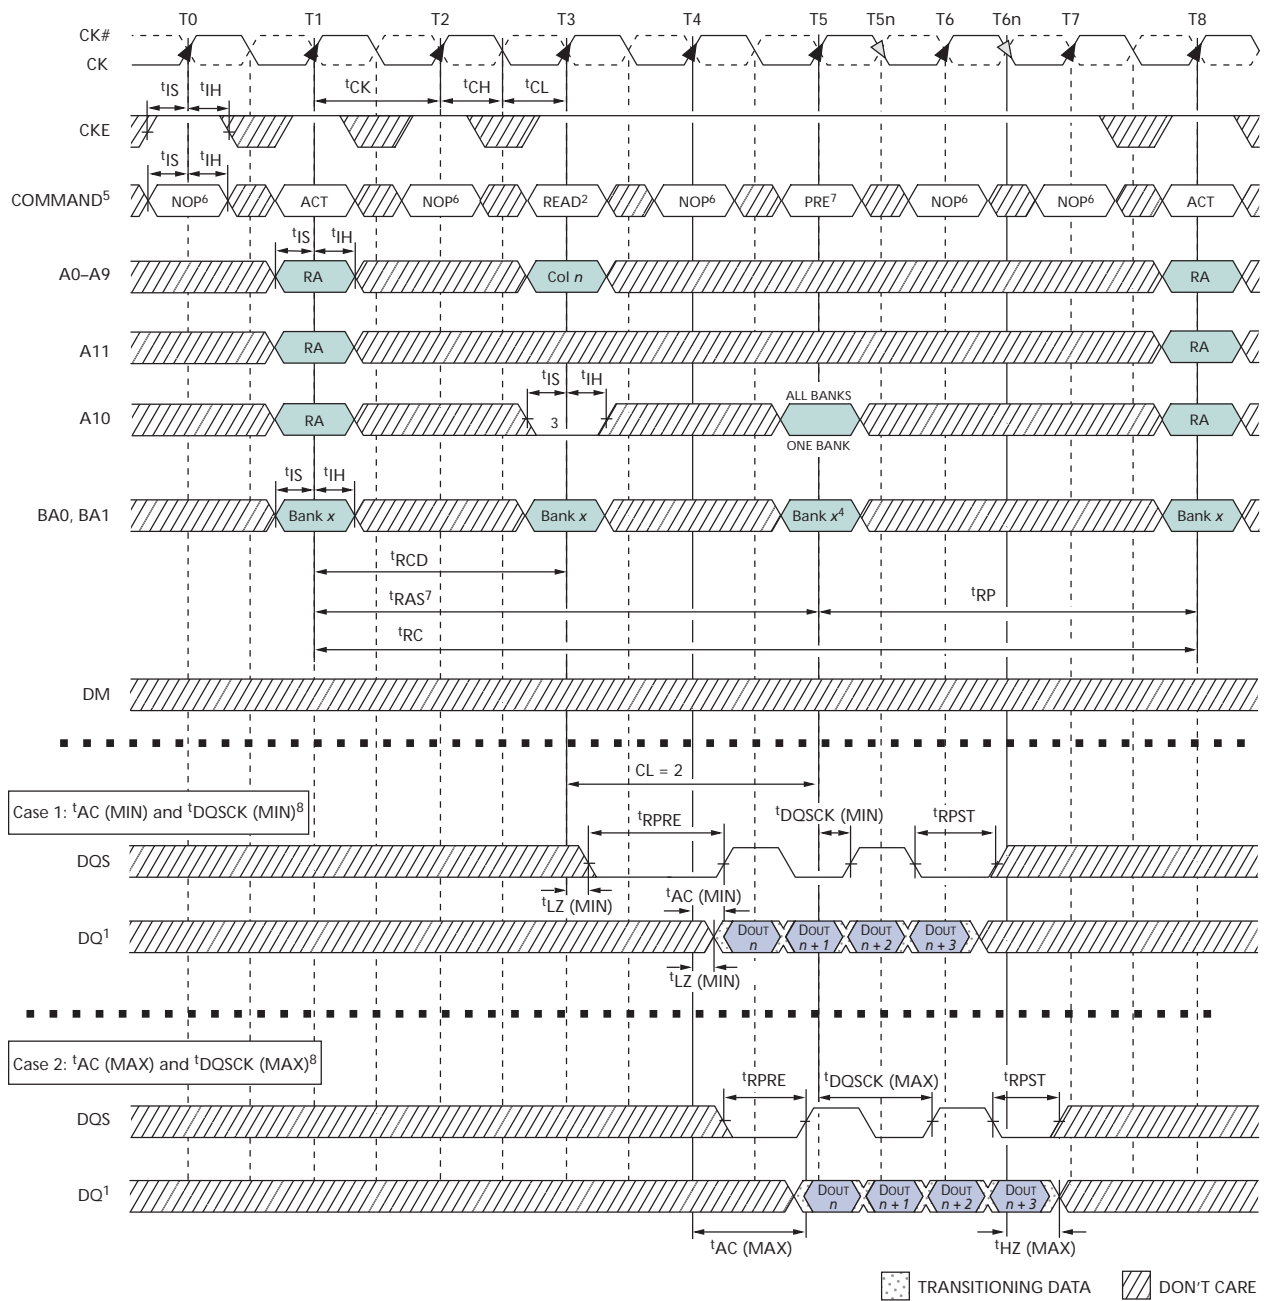 T0 T1 T2 T3 T4 T5 T5n T6 T6n T7 T8
CK#
CK
tIS tIH tCK tCH tCL
CKE
tIS tIH
COMMAND5 NOP6 ACT NOP6 READ2 NOP6 PRE7 NOP6 NOP6 ACT
tIS tIH
A0–A9 RA Col n RA
A11 RA RA
tIS tIH ALL BANKS
A10 RA 3 RA
ONE BANK
tIS tIH
BA0, BA1 Bank x Bank x Bank x4 Bank x
tRCD
tRAS7 tRP
tRC
DM
CL = 2
Case 1: tAC (MIN) and tDQSCK (MIN)8
tRPRE tDQSCK (MIN) tRPST
DQS
tLZ (MIN) tAC (MIN)
DQ1 DOUT n DOUT n + 1 DOUT n + 2 DOUT n + 3
tLZ (MIN)
Case 2: tAC (MAX) and tDQSCK (MAX)8
tRPRE tDQSCK (MAX) tRPST
DQS
DQ1 DOUT n DOUT n + 1 DOUT n + 2 DOUT n + 3
tAC (MAX) tHZ (MAX)
TRANSITIONING DATA DON'T CARE